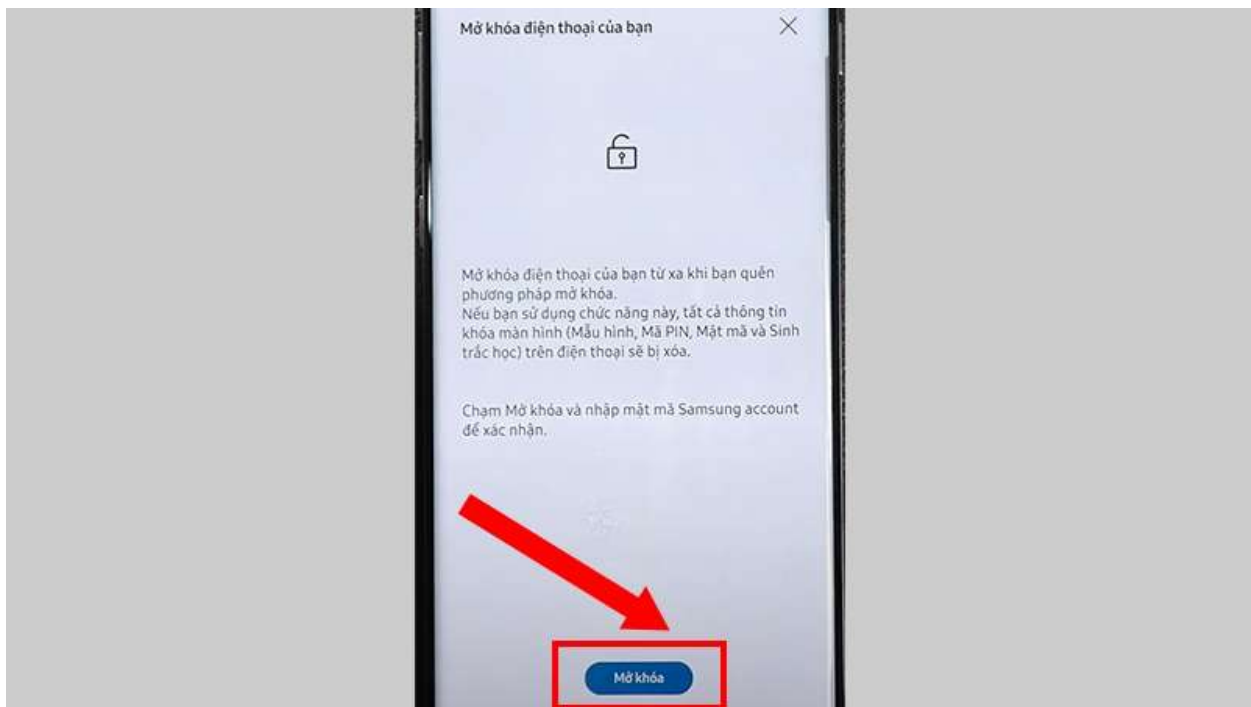 Mở khóa điện thoại của bạn
Mở khóa điện thoại của bạn từ xa khi bạn quên
phương pháp mở khóa.
Nếu bạn sử dụng chức năng này, tất cả thông tin
khóa màn hình (Mẫu hình, Mã PIN, Mật mã và Sinh
trắc học) trên điện thoại sẽ bị xóa.
Chạm Mở khóa và nhập mật mã Samsung account
để xác nhận.
Mở khóa